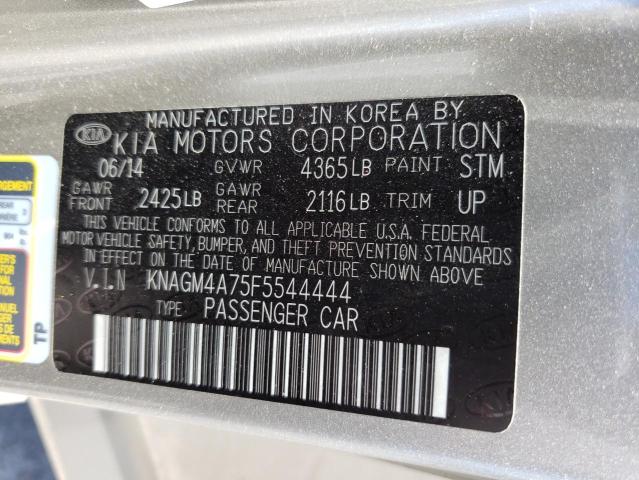 MANUFACTURED IN KOREA BY
KIA KIA MOTORS CORPORATION
06/14 GVWR 4365LB PAINT STM
GAWR FRONT 2425LB GAWR REAR 2116LB TRIM UP
THIS VEHICLE CONFORMS TO ALL APPLICABLE U.S.A. FEDERAL
MOTOR VEHICLE SAFETY, BUMPER, AND THEFT PREVENTION STANDARDS
IN EFFECT ON THE DATE OF MANUFACTURE SHOWN ABOVE
V.I.N KNAGM4A75F5544444
TYPE: PASSENGER CAR
REAR
TP